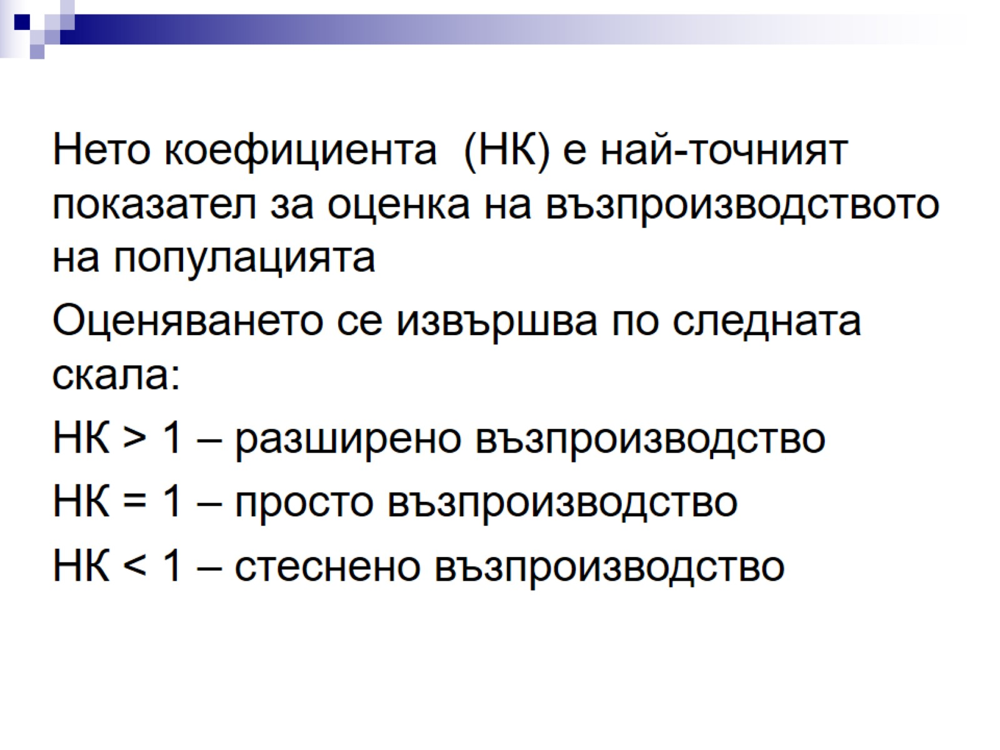 Нето коефициента (НК) е най-точният
показател за оценка на възпроизводството
на популацията
Оценяването се извършва по следната
скала:
НК > 1 – разширено възпроизводство
НК = 1 – просто възпроизводство
НК < 1 – стеснено възпроизводство